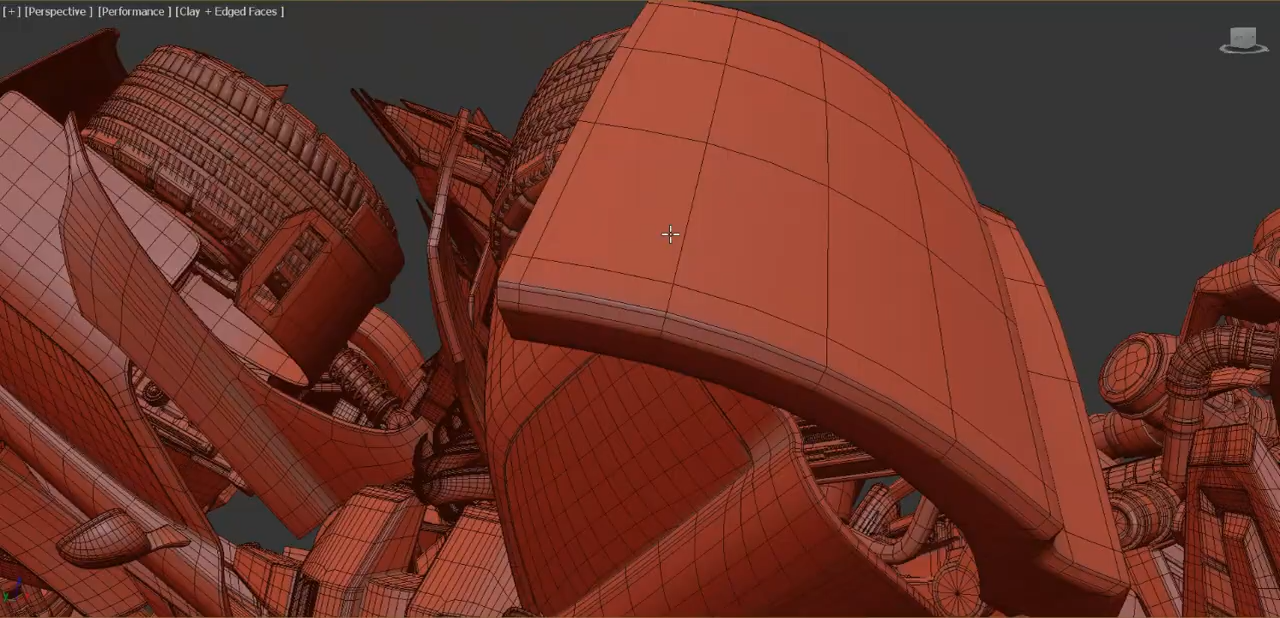 [+] [Perspective ] [Performance ] [Clay + Edged Faces ]